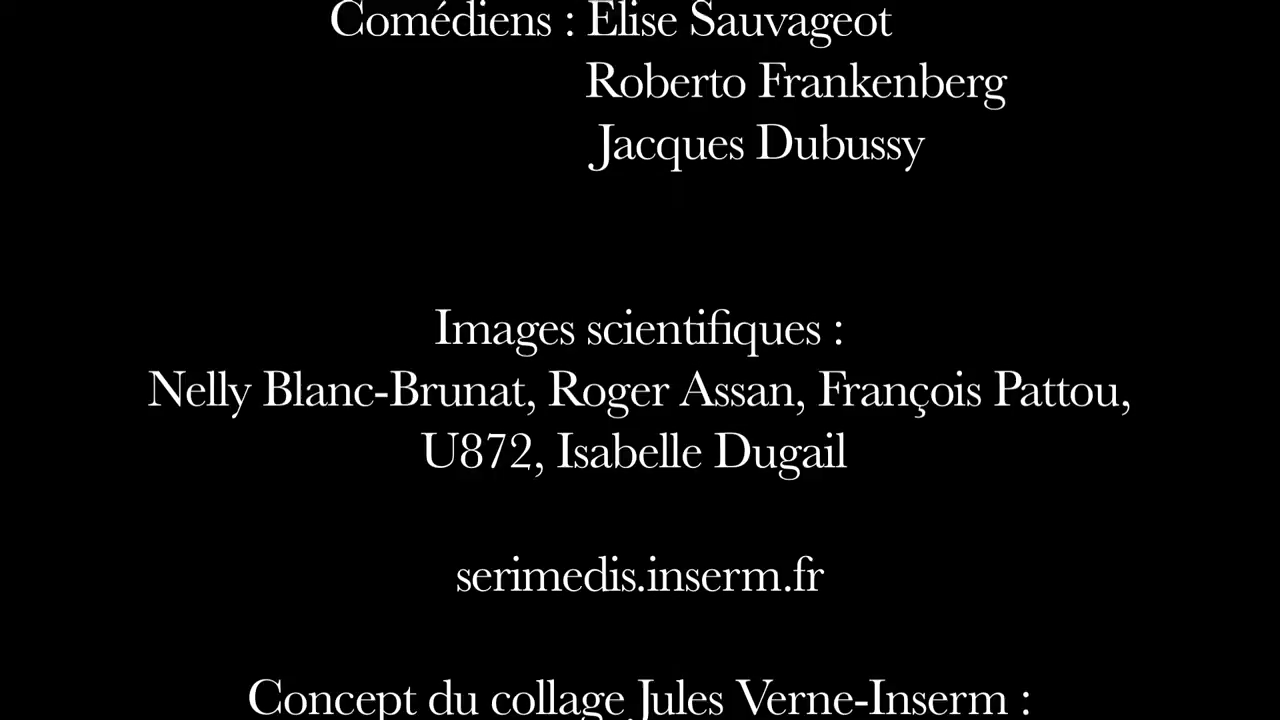 Comédiens : Elise Sauvageot
Roberto Frankenberg
Jacques Dubussy
Images scientifiques :
Nelly Blanc-Brunat, Roger Assan, François Pattou,
U872, Isabelle Dugail
serimedis.inserm.fr
Concept du collage Jules Verne-Inserm :